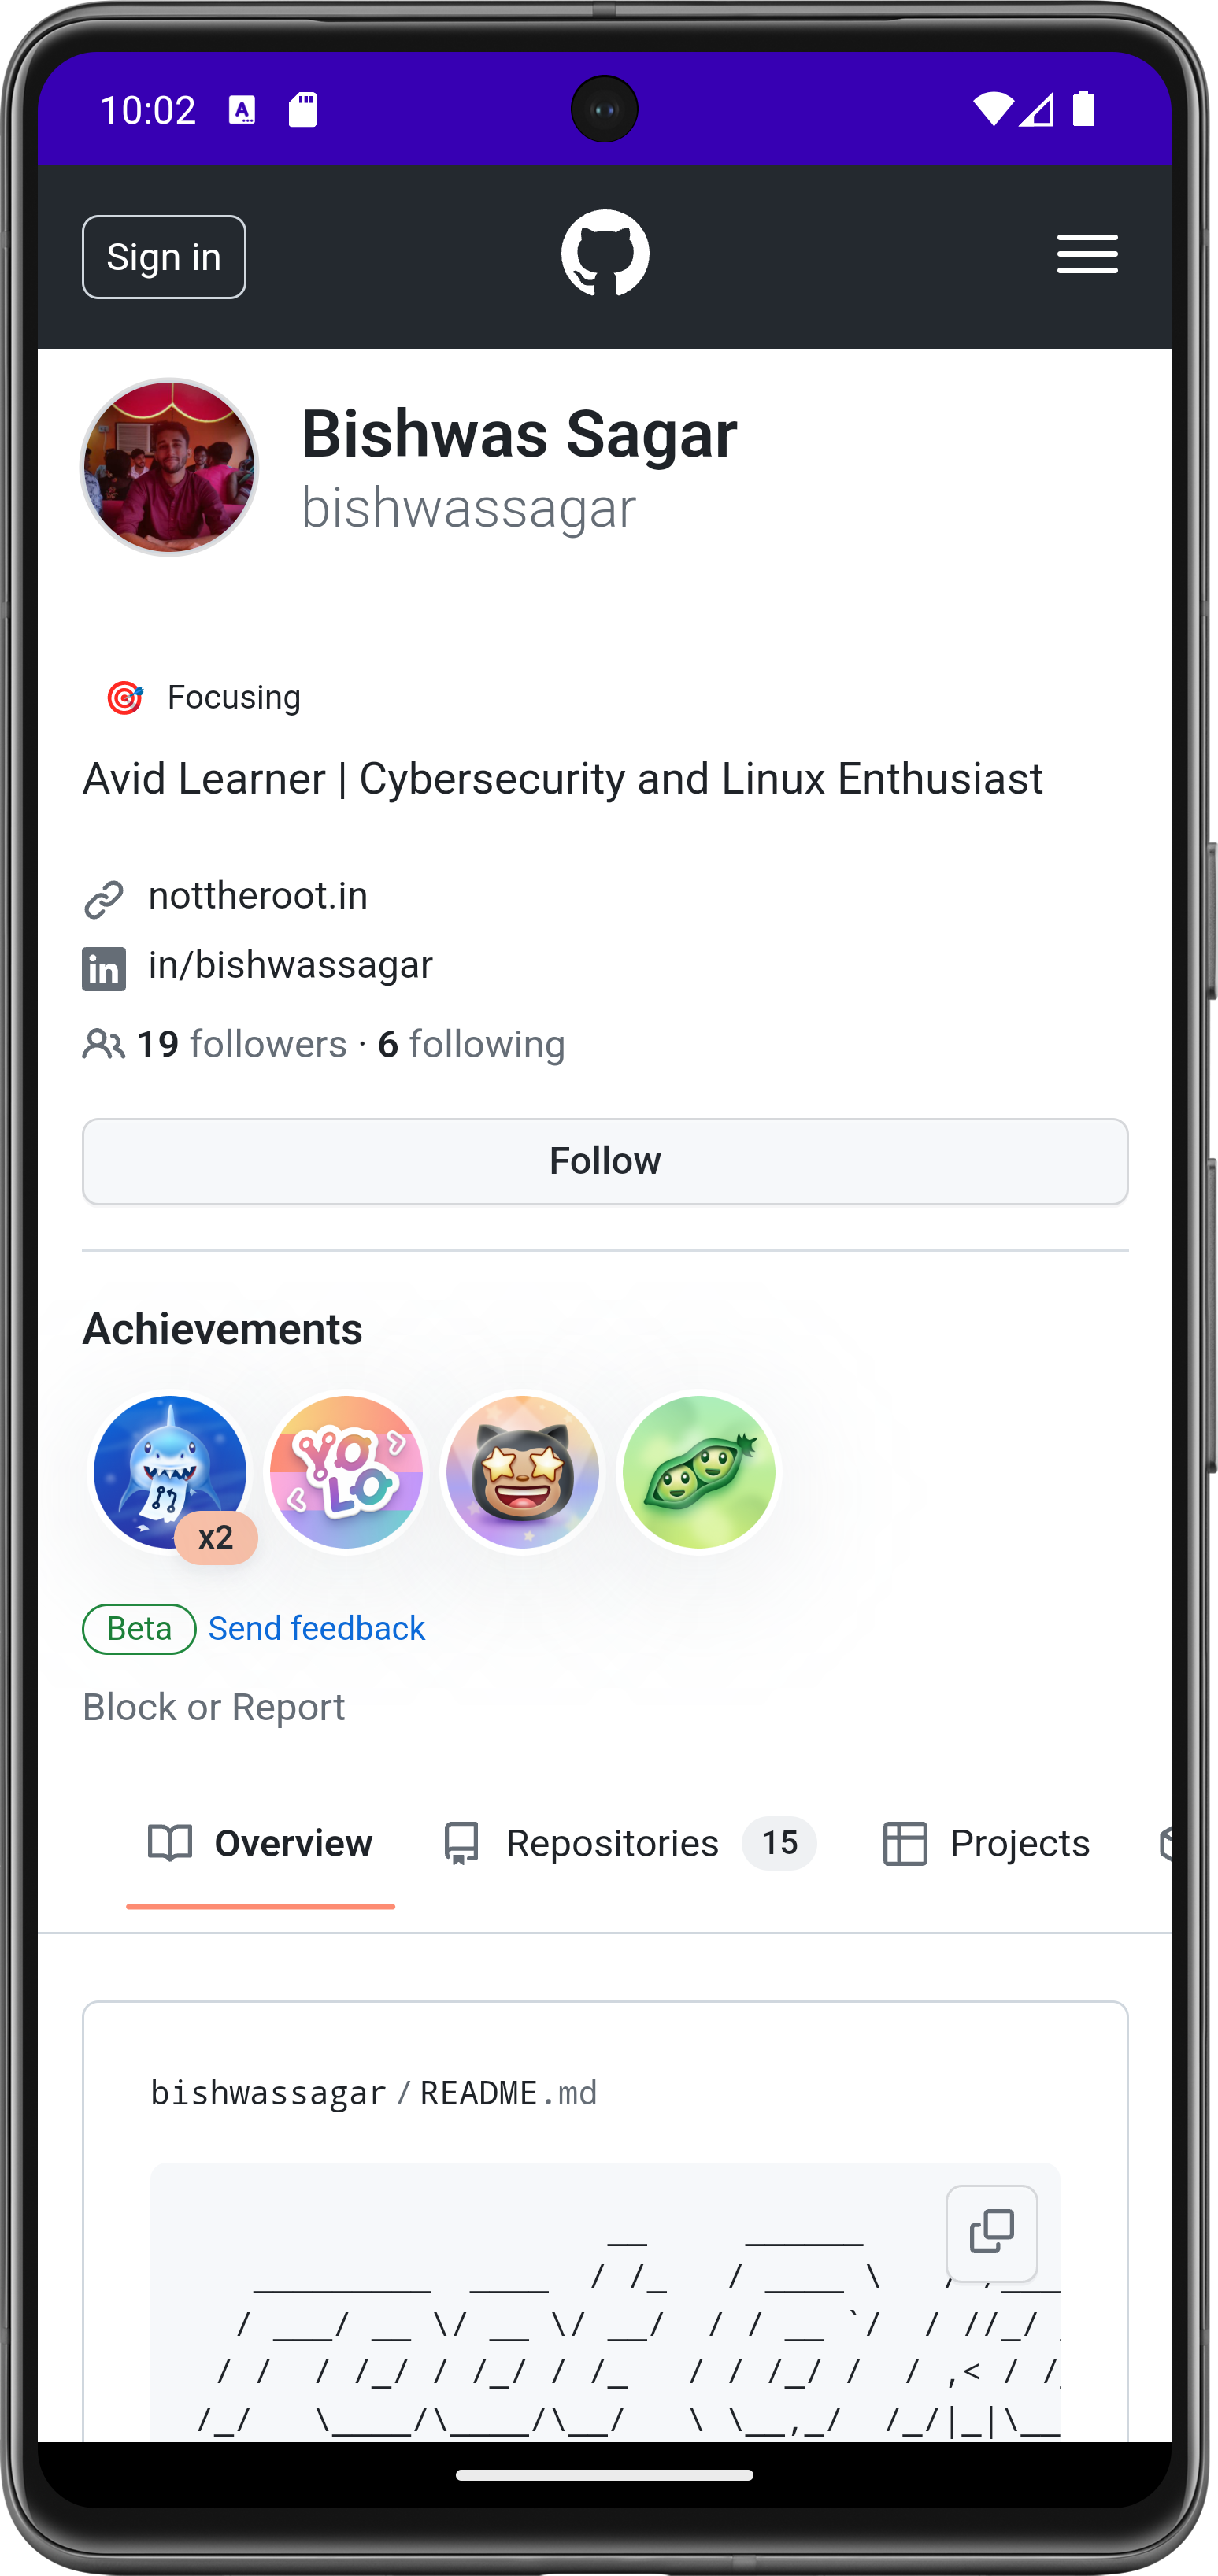 10:02
Sign in
Bishwas Sagar
bishwassagar
Focusing
Avid Learner | Cybersecurity and Linux Enthusiast
nottheroot.in
in/bishwassagar
19 followers · 6 following
Follow
Achievements
x2
YOLO
Beta Send feedback
Block or Report
Overview Repositories 15 Projects
bishwassagar / README.md